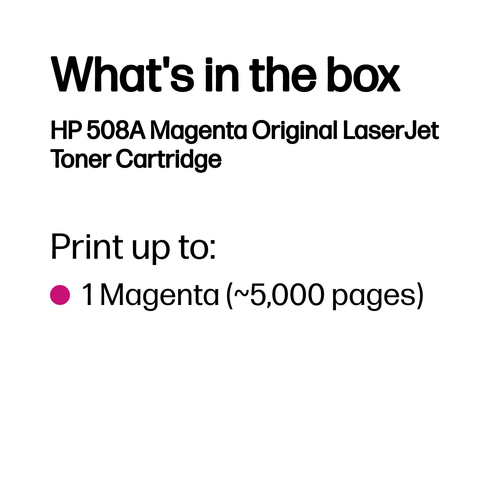 What's in the box
HP 508A Magenta Original LaserJet
Toner Cartridge
Print up to:
1 Magenta (~5,000 pages)